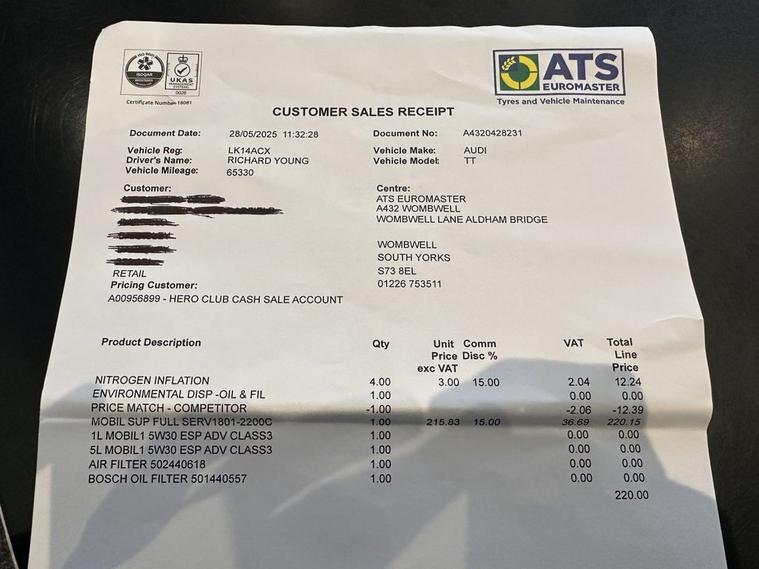 ISOQAR
REGISTERED
UKAS
MANAGEMENT
SYSTEMS
0026
Certificate Number 18081
ATS
EUROMASTER
Tyres and Vehicle Maintenance
CUSTOMER SALES RECEIPT
Document Date: 28/05/2025 11:32:28 Document No: A4320428231
Vehicle Reg: LK14ACX Vehicle Make: AUDI
Driver's Name: RICHARD YOUNG Vehicle Model: TT
Vehicle Mileage: 65330
Customer:
RETAIL
Pricing Customer:
A00956899 - HERO CLUB CASH SALE ACCOUNT
Centre:
ATS EUROMASTER
A432 WOMBWELL
WOMBWELL LANE ALDHAM BRIDGE
WOMBWELL
SOUTH YORKS
S73 8EL
01226 753511
Product Description Qty Unit Price exc VAT Comm Disc % VAT Total Line Price
NITROGEN INFLATION 4.00 3.00 15.00 2.04 12.24
ENVIRONMENTAL DISP -OIL & FIL 1.00 0.00 0.00
PRICE MATCH - COMPETITOR -1.00 -2.06 -12.39
MOBIL SUP FULL SERV1801-2200C 1.00 215.83 15.00 36.69 220.15
1L MOBIL1 5W30 ESP ADV CLASS3 1.00 0.00 0.00
5L MOBIL1 5W30 ESP ADV CLASS3 1.00 0.00 0.00
AIR FILTER 502440618 1.00 0.00 0.00
BOSCH OIL FILTER 501440557 1.00 0.00 0.00
220.00